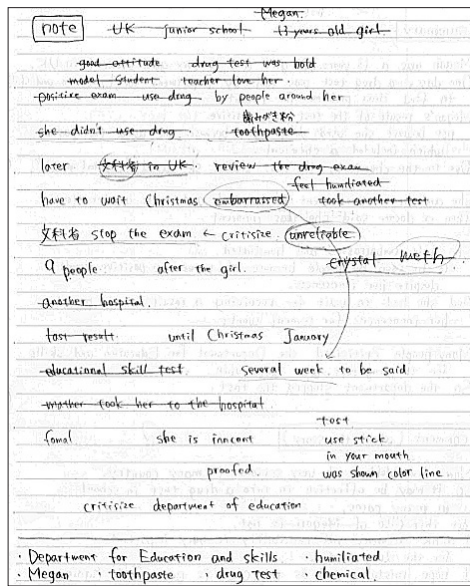 Megan.
note UK junior school 13 years old girl
good attitude drug test was bold
model student teacher love her.
positive exam use drug by people around her
歯みがき粉
she didn't use drug toothpaste
later 文科省 in UK. review the drug exam
feel humiliated
have to wait Christmas embarrassed took another test
文科省 stop the exam ← critisize unreliable
crystal meth
9 people after the girl.
another hospital.
tast result. until Christmas January
educational skill test several week to be said
mother took her to the hospital
test
fomal she is inncent use stick
in your mouth
proofed. was shown color line
critisize department of education
・Department for Education and skills ・humiliated
・Megan ・toothpaste ・drug test ・chemical.